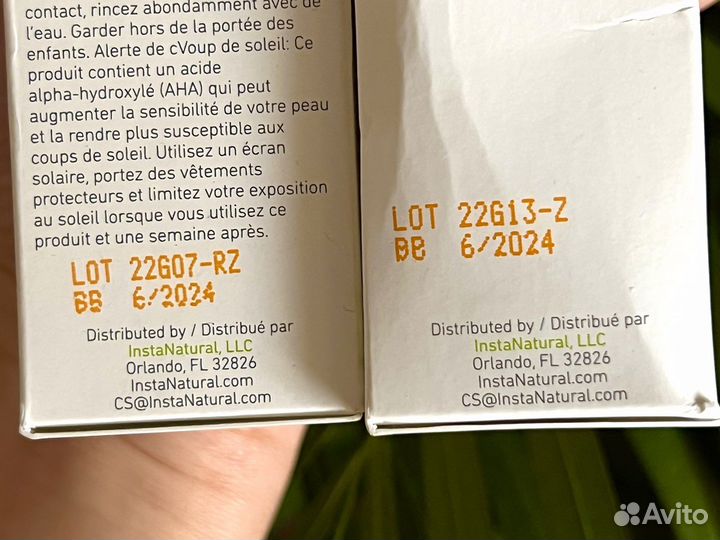 contact, rincez abondamment avec de
l'eau. Garder hors de la portée des
enfants. Alerte de cVoup de soleil: Ce
produit contient un acide
alpha-hydroxylé (AHA) qui peut
augmenter la sensibilité de votre peau
et la rendre plus susceptible aux
coups de soleil. Utilisez un écran
solaire, portez des vêtements
protecteurs et limitez votre exposition
au soleil lorsque vous utilisez ce
produit et une semaine après.
LOT 22G07-RZ
BB 6/2024
Distributed by / Distribué par
InstaNatural, LLC
Orlando, FL 32826
InstaNatural.com
CS@InstaNatural.com
LOT 22G13-Z
BB 6/2024
Distributed by / Distribué par
InstaNatural, LLC
Orlando, FL 32826
InstaNatural.com
CS@InstaNatural.com
Avito